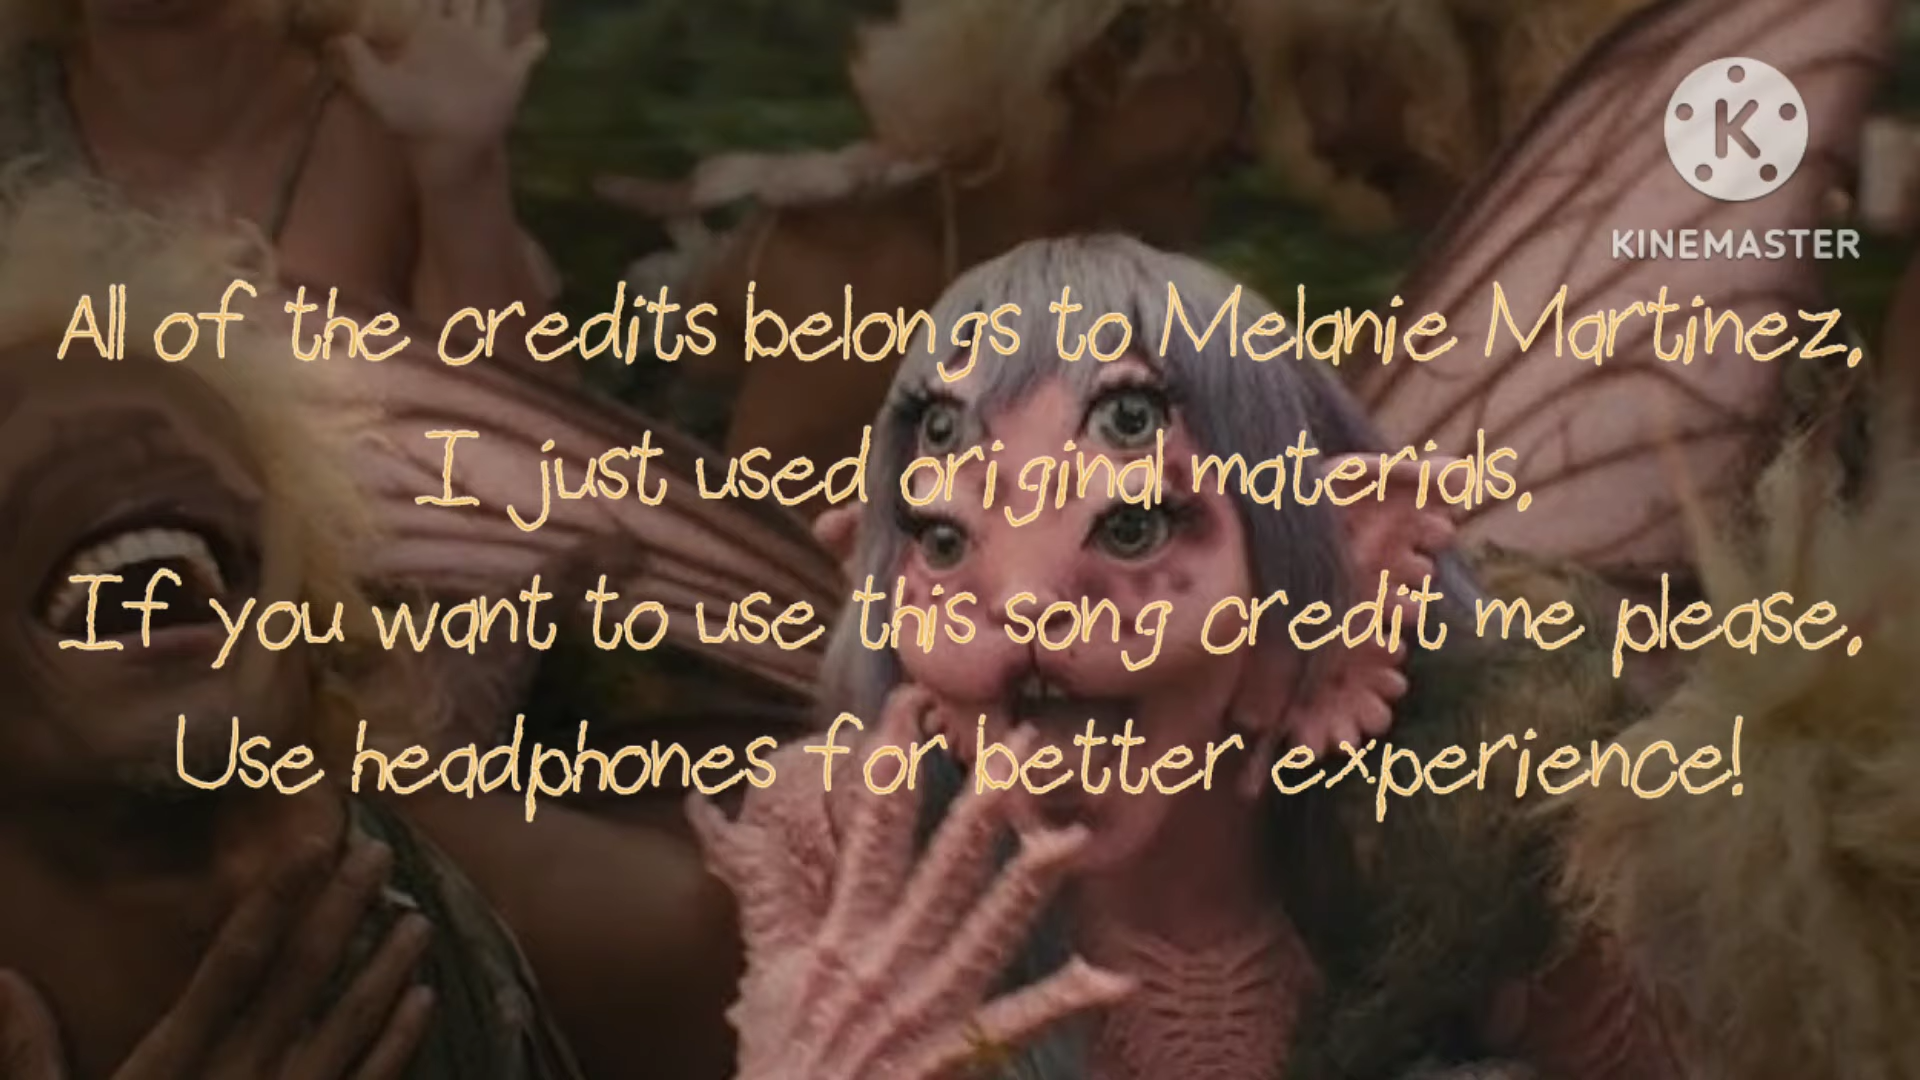 KINEMASTER
All of the credits belongs to Melanie Martinez.
I just used original materials.
If you want to use this song credit me please.
Use headphones for better experience!